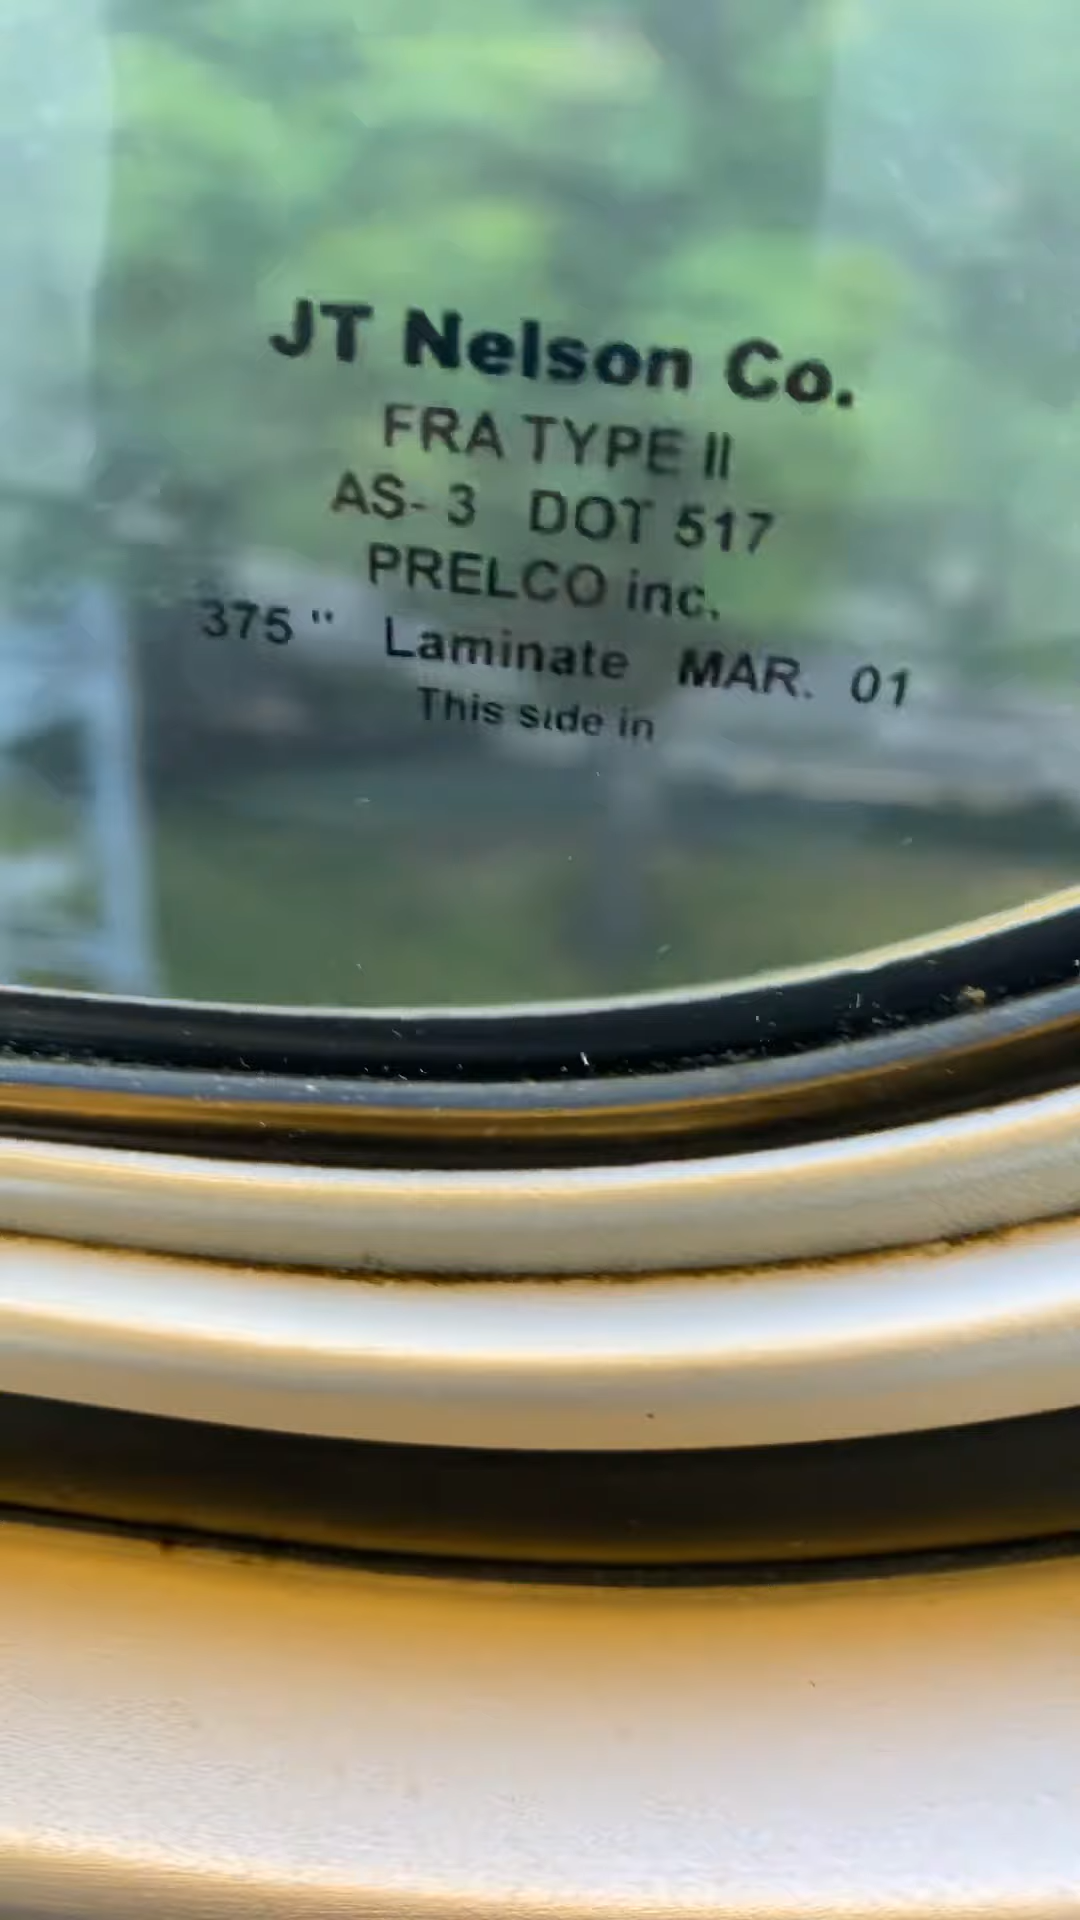 JT Nelson Co.
FRA TYPE II
AS-3 DOT 517
PRELCO inc.
375" Laminate MAR. 01
This side in